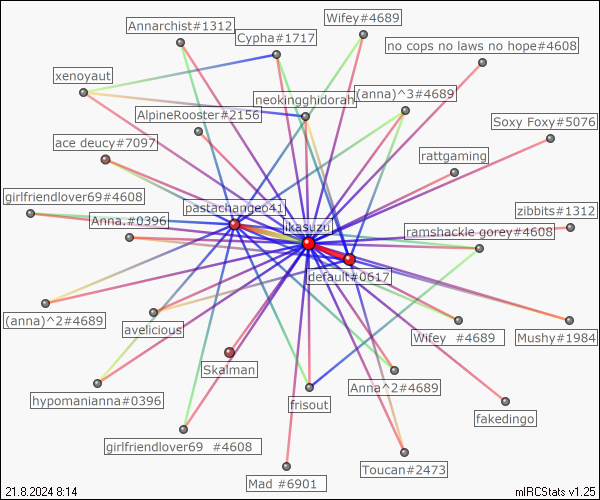 Wifey#4689
Annarchist#1312
Cypha#1717
no cops no laws no hope#4608
xenoyaut
neokingghidorah
(anna)^3#4689
AlpineRooster#2156
Soxy Foxy#5076
ace deucy#7097
rattgaming
girlfriendlover69#4608
pastachangeo41
zibbits#1312
Anna.#0396
ikasuzu
ramshackle gorey#4608
default#0617
(anna)^2#4689
avelicious
Wifey #4689
Mushy#1984
Skalman
Anna^2#4689
hypomanianna#0396
frisout
fakedingo
girlfriendlover69 #4608
Toucan#2473
Mad #6901
21.8.2024 8:14
mIRCStats v1.25